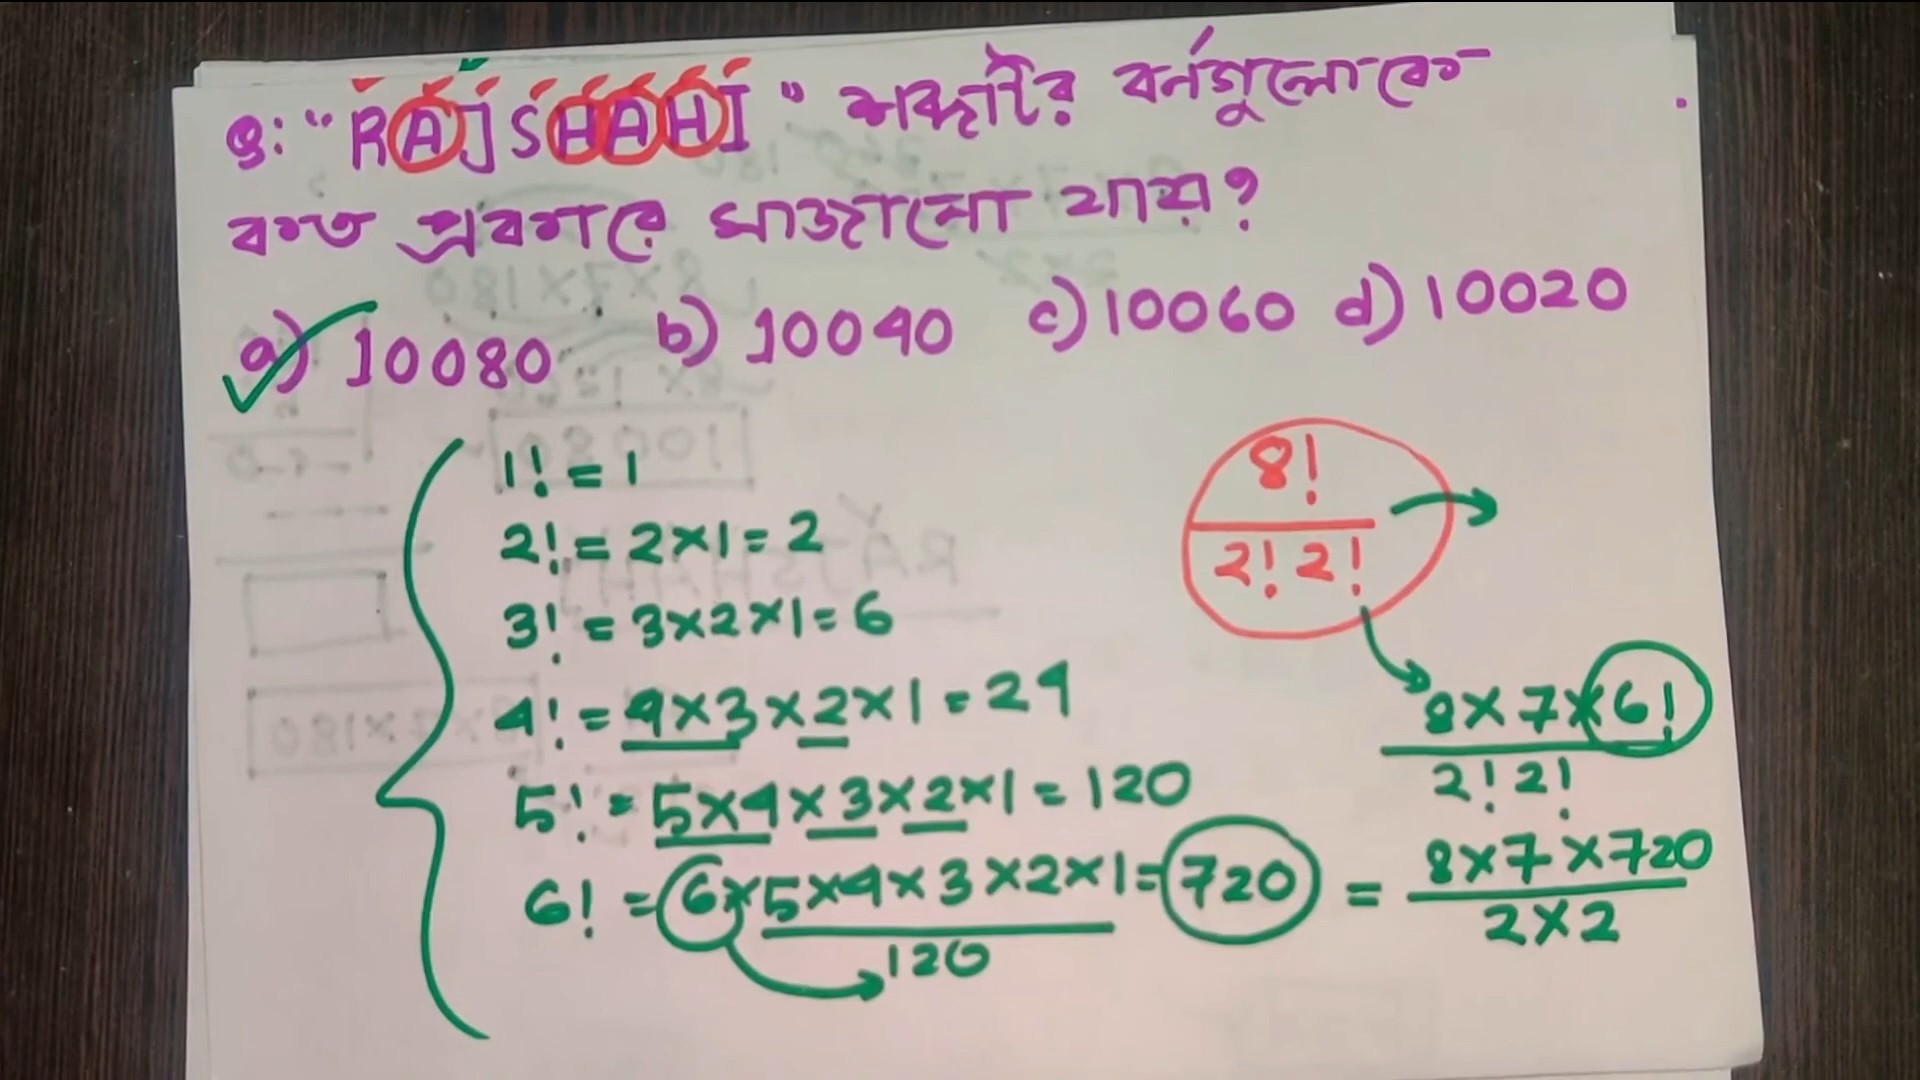 Q: "RAJSHAHI" শব্দটির বর্ণগুলোকে
কত প্রকারে সাজানো যায়?
a) 10080 b) 10040 c) 10060 d) 10020
1! = 1
2! = 2×1 = 2
3! = 3×2×1 = 6
4! = 4×3×2×1 = 24
5! = 5×4×3×2×1 = 120
6! = 6×5×4×3×2×1 = 720
120
8!
2! 2!
8×7×6!
2! 2!
= 8×7×720
2×2